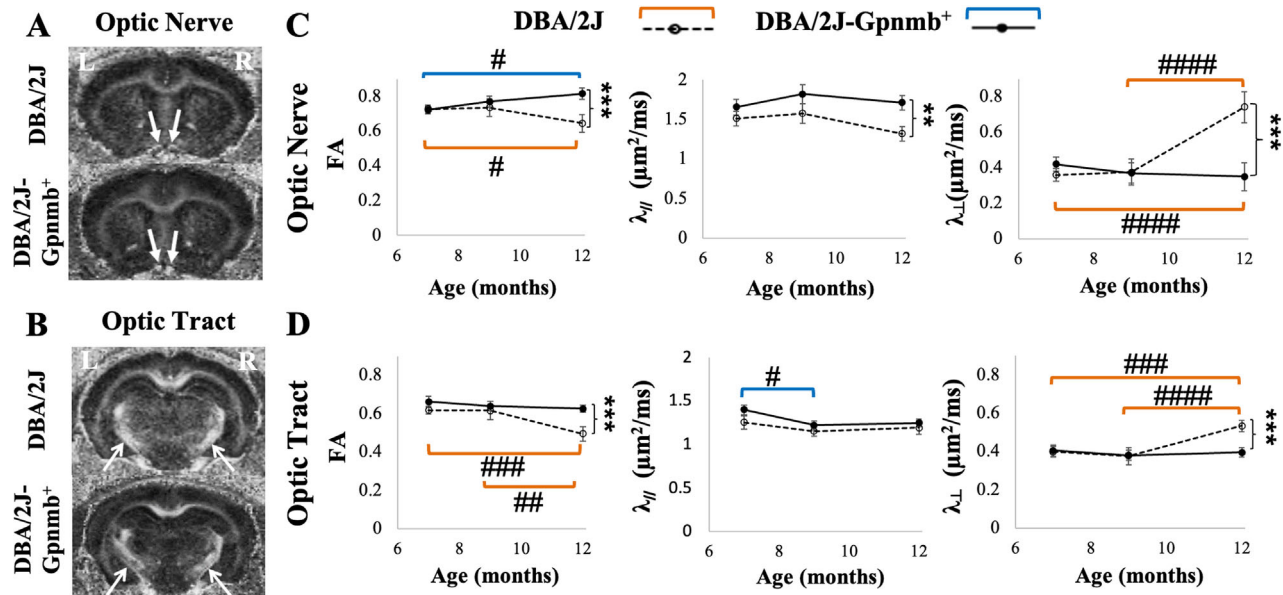 A Optic Nerve
L R
DBA/2J
DBA/2J-
Gpnmb⁺
B Optic Tract
L R
DBA/2J
DBA/2J-
Gpnmb⁺
C DBA/2J DBA/2J-Gpnmb⁺
Optic Nerve
FA
0.8
0.6
0.4
0.2
0
6 8 10 12
Age (months)
#
#
***
λ// (µm²/ms)
2
1.5
1
0.5
0
6 8 10 12
Age (months)
**
λ⊥(µm²/ms)
0.8
0.6
0.4
0.2
0
6 8 10 12
Age (months)
####
####
***
D
Optic Tract
FA
0.8
0.6
0.4
0.2
0
6 8 10 12
Age (months)
###
##
***
λ// (µm²/ms)
2
1.5
1
0.5
0
6 8 10 12
Age (months)
#
λ⊥ (µm²/ms)
0.8
0.6
0.4
0.2
0
6 8 10 12
Age (months)
###
####
***